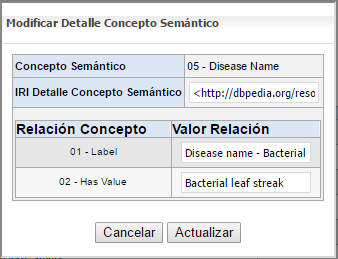 Modificar Detalle Concepto Semántico
Concepto Semántico 05 - Disease Name
IRI Detalle Concepto Semántico <http://dbpedia.org/reso
Relación Concepto Valor Relación
01 - Label Disease name - Bacterial
02 - Has Value Bacterial leaf streak
Cancelar Actualizar